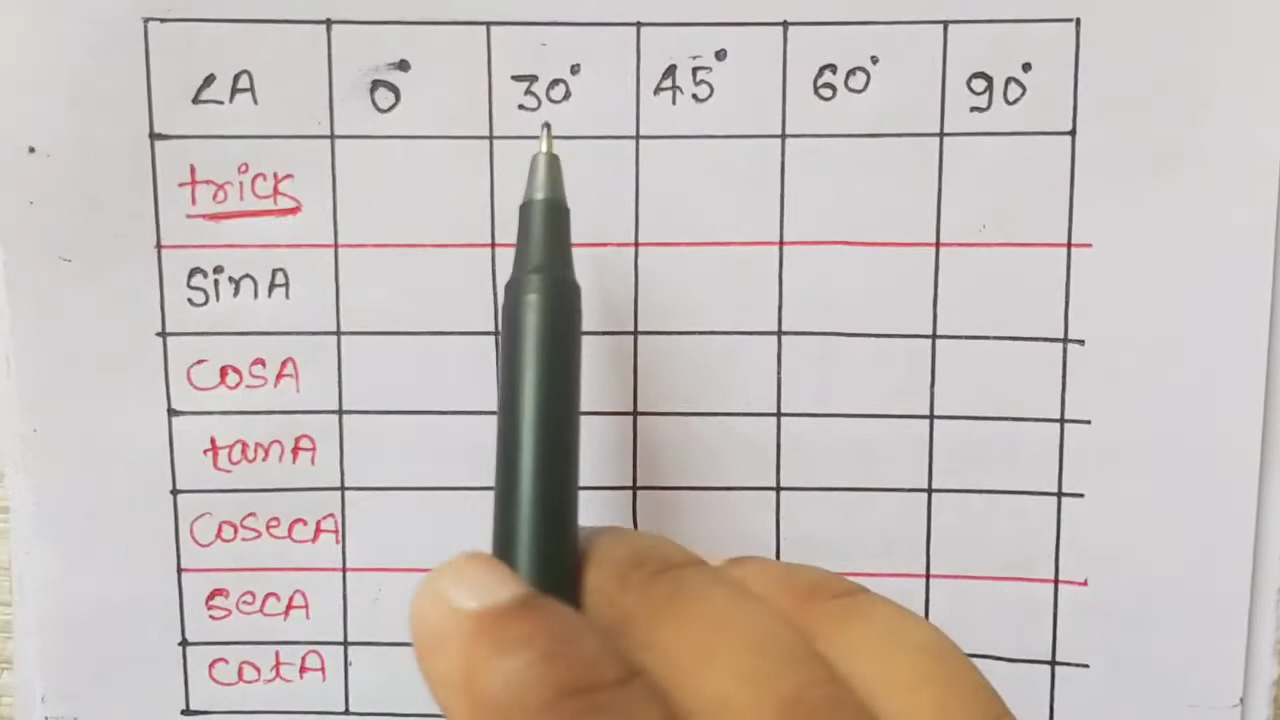 ∠A 0° 30° 45° 60° 90°
trick
SinA
COSA
tanA
CosecA
SecA
CotA